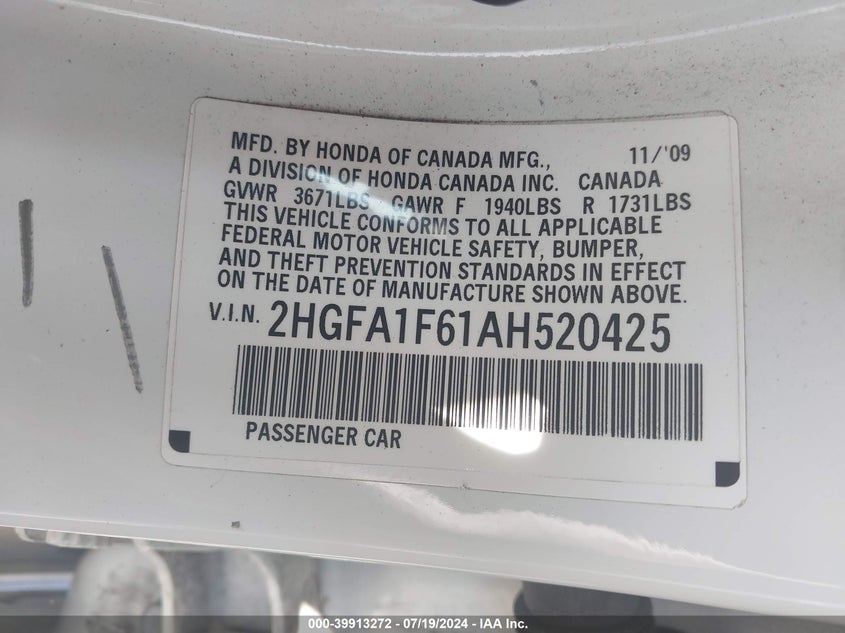 MFD. BY HONDA OF CANADA MFG., 11/'09
A DIVISION OF HONDA CANADA INC. CANADA
GVWR 3671LBS GAWR F 1940LBS R 1731LBS
THIS VEHICLE CONFORMS TO ALL APPLICABLE
FEDERAL MOTOR VEHICLE SAFETY, BUMPER,
AND THEFT PREVENTION STANDARDS IN EFFECT
ON THE DATE OF MANUFACTURE SHOWN ABOVE.
V.I.N. 2HGFA1F61AH520425
PASSENGER CAR
000-39913272 - 07/19/2024 - IAA Inc.